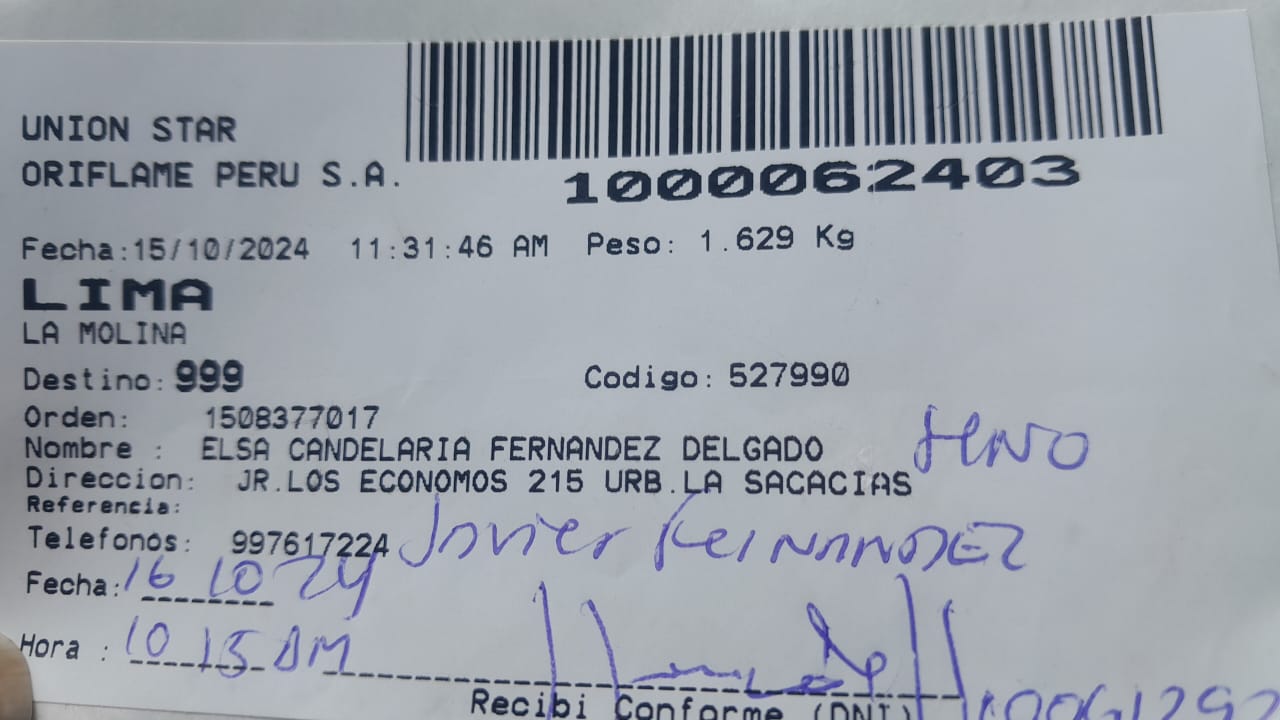 UNION STAR
ORIFLAME PERU S.A.
1000062403
Fecha:15/10/2024 11:31:46 AM Peso: 1.629 Kg
LIMA
LA MOLINA
Destino: 999 Codigo: 527990
Orden: 1508377017
Nombre : ELSA CANDELARIA FERNANDEZ DELGADO
Direccion: JR.LOS ECONOMOS 215 URB.LA SACACIAS
Referencia:
Telefonos: 997617224 Javier FerNANDEZ
Fecha: 16 10 24
Hora : 10 15 AM
Recibi Conforme (DNI)